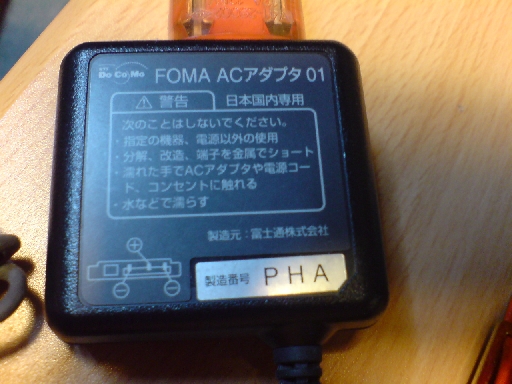 DoCoMo FOMA ACアダプタ 01
⚠ 警告 日本国内専用
次のことはしないでください。
・指定の機器、電源以外の使用
・分解、改造、端子を金属でショート
・濡れた手でACアダプタや電源コー
ド、コンセントに触れる
・水などで濡らす
製造元：富士通株式会社
製造番号 PHA